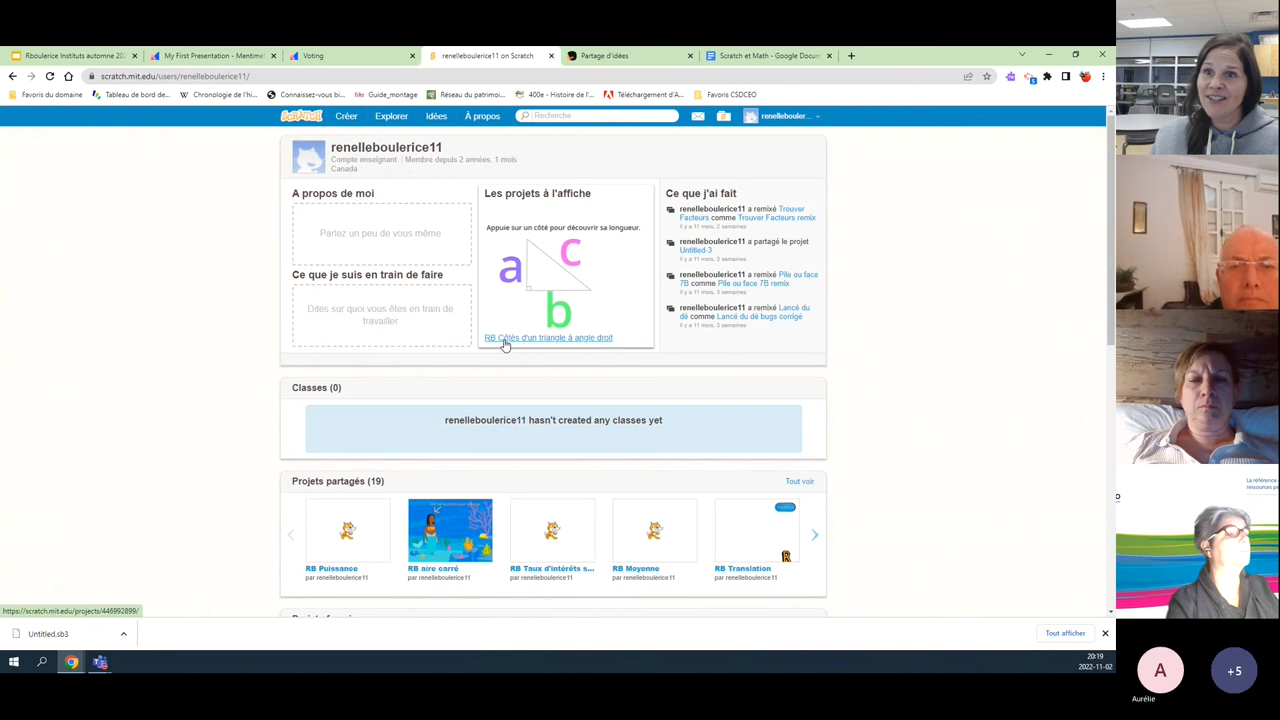 Rboulerice Instituts automne 202
My First Presentation - Mentime
Voting
renelleboulerice11 on Scratch
Partage d'idées
Scratch et Math - Google Docum
scratch.mit.edu/users/renelleboulerice11/
Favoris du domaine
Tableau de bord de...
Chronologie de l'hi...
Connaissez-vous bi...
Guide_montage
Réseau du patrimoi...
400e - Histoire de l'...
Téléchargement d'A...
Favoris CSDCEO
SCRATCH
Créer
Explorer
Idées
À propos
Recherche
renellebouler...
renelleboulerice11
Compte enseignant | Membre depuis 2 années, 1 mois
Canada
A propos de moi
Parlez un peu de vous même
Ce que je suis en train de faire
Dites sur quoi vous êtes en train de
travailler
Les projets à l'affiche
Appuie sur un côté pour découvrir sa longueur.
a
c
b
RB Côtés d'un triangle à angle droit
Ce que j'ai fait
renelleboulerice11 a remixé Trouver
Facteurs comme Trouver Facteurs remix
il y a 11 mois, 2 semaines
renelleboulerice11 a partagé le projet
Untitled-3
il y a 11 mois, 3 semaines
renelleboulerice11 a remixé Pile ou face
7B comme Pile ou face 7B remix
il y a 11 mois, 3 semaines
renelleboulerice11 a remixé Lancé du
dé comme Lancé du dé bugs corrigé
il y a 11 mois, 3 semaines
Classes (0)
renelleboulerice11 hasn't created any classes yet
Projets partagés (19)
Tout voir
RB Puissance
par renelleboulerice11
RB aire carré
par renelleboulerice11
RB Taux d'intérêts s...
par renelleboulerice11
RB Moyenne
par renelleboulerice11
R
RB Translation
par renelleboulerice11
https://scratch.mit.edu/projects/446992899/
Untitled.sb3
Tout afficher
20:19
2022-11-02
La référence
ressources pé
A
Aurélie
+5